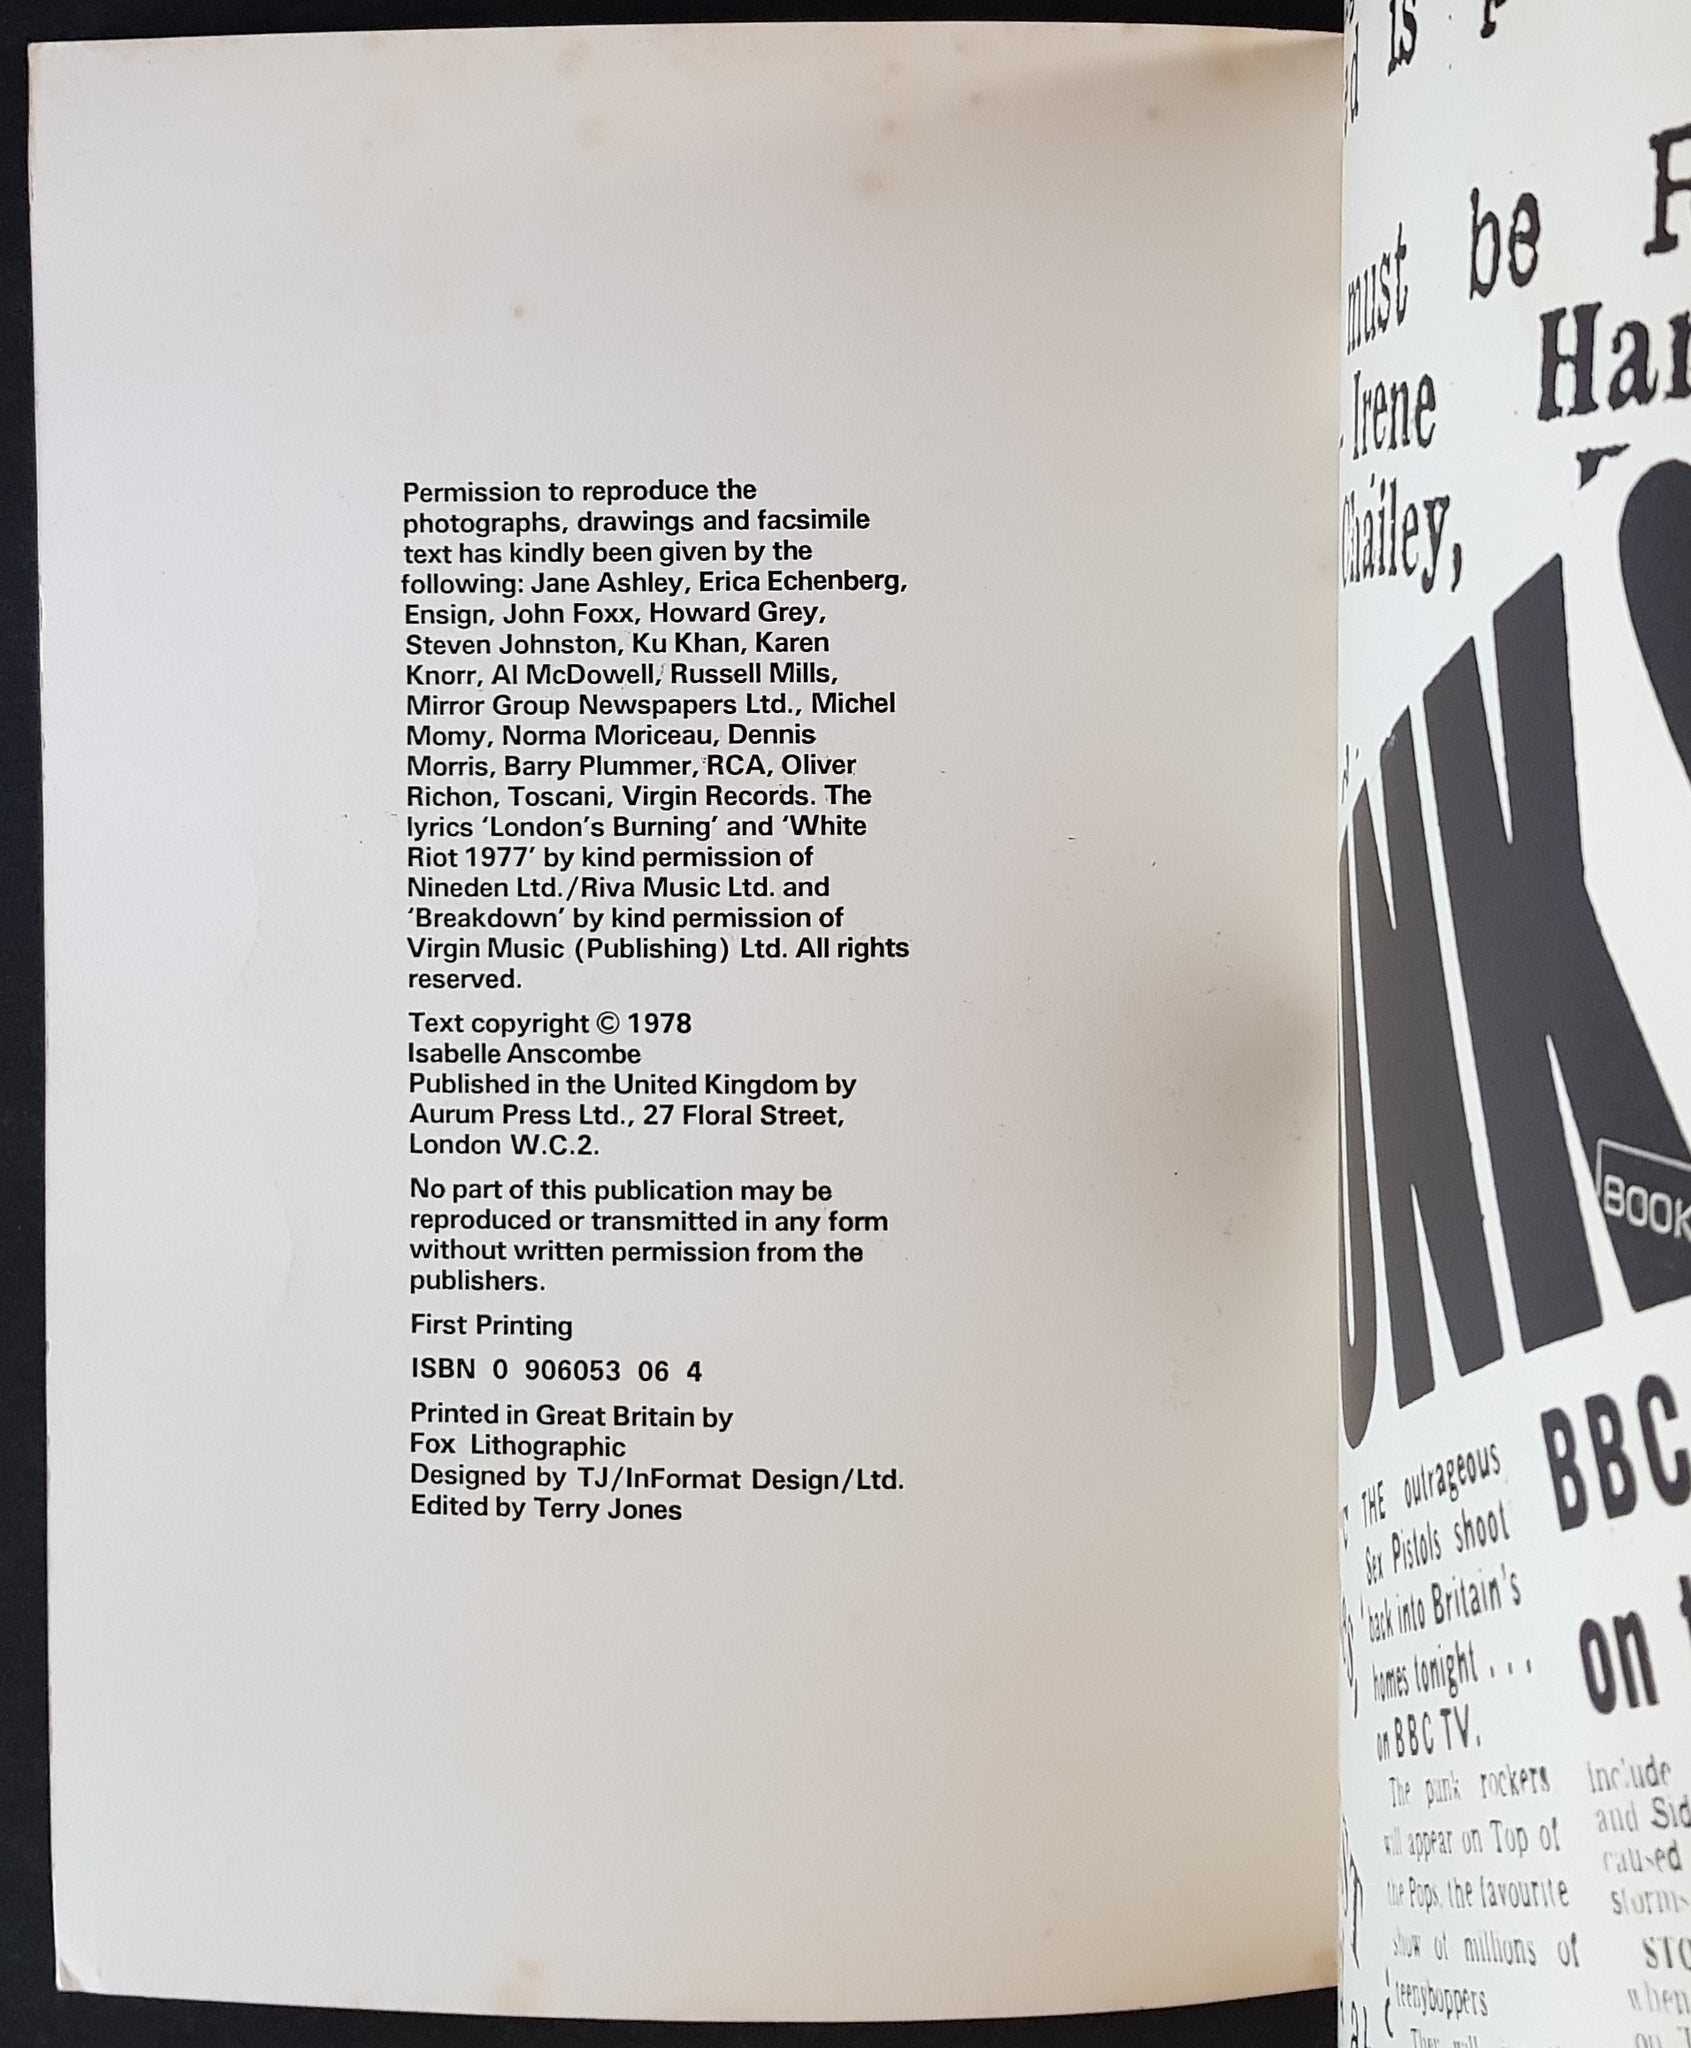 Permission to reproduce the
photographs, drawings and facsimile
text has kindly been given by the
following: Jane Ashley, Erica Echenberg,
Ensign, John Foxx, Howard Grey,
Steven Johnston, Ku Khan, Karen
Knorr, Al McDowell, Russell Mills,
Mirror Group Newspapers Ltd., Michel
Momy, Norma Moriceau, Dennis
Morris, Barry Plummer, RCA, Oliver
Richon, Toscani, Virgin Records. The
lyrics ‘London’s Burning’ and ‘White
Riot 1977’ by kind permission of
Nineden Ltd./Riva Music Ltd. and
‘Breakdown’ by kind permission of
Virgin Music (Publishing) Ltd. All rights
reserved.
Text copyright © 1978
Isabelle Anscombe
Published in the United Kingdom by
Aurum Press Ltd., 27 Floral Street,
London W.C.2.
No part of this publication may be
reproduced or transmitted in any form
without written permission from the
publishers.
First Printing
ISBN 0 906053 06 4
Printed in Great Britain by
Fox Lithographic
Designed by TJ/InFormat Design/Ltd.
Edited by Terry Jones
is
be
must
Irene
Chailey,
BOOK
BBC
on
THE outrageous
Sex Pistols shoot
back into Britain's
homes tonight . . .
on BBC TV.
The punk rockers
will appear on Top of
the Pops, the favourite
show of millions of
teenyboppers
They will
include
and Sid
caused
storms
when
on